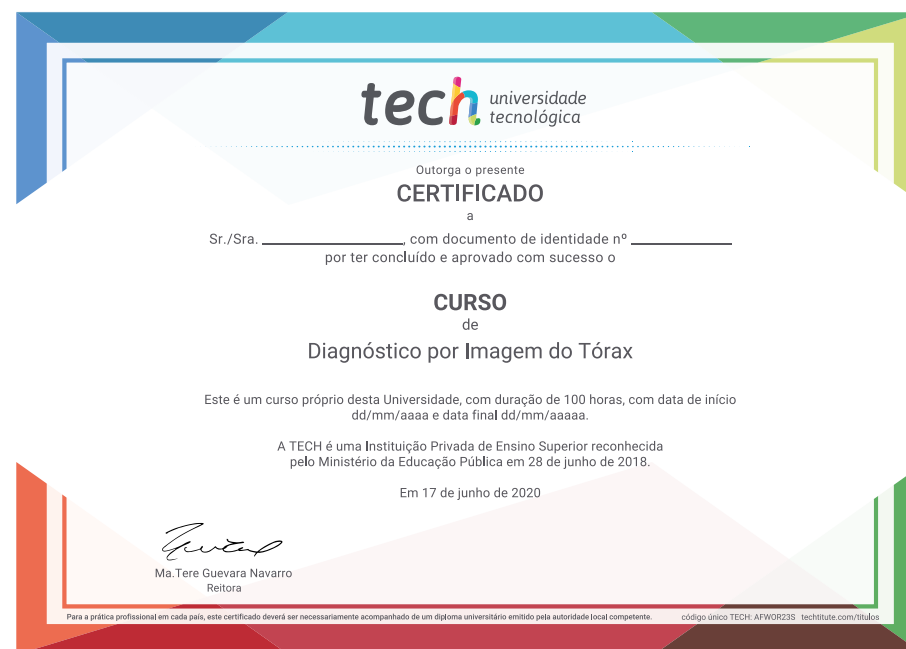 tech universidade
tecnológica
Outorga o presente
CERTIFICADO
a
Sr./Sra. ____________________, com documento de identidade nº ______________
por ter concluído e aprovado com sucesso o
CURSO
de
Diagnóstico por Imagem do Tórax
Este é um curso próprio desta Universidade, com duração de 100 horas, com data de início
dd/mm/aaaa e data final dd/mm/aaaaa.
A TECH é uma Instituição Privada de Ensino Superior reconhecida
pelo Ministério da Educação Pública em 28 de junho de 2018.
Em 17 de junho de 2020
Ma.Tere Guevara Navarro
Reitora
Para a prática profissional em cada país, este certificado deverá ser necessariamente acompanhado de um diploma universitário emitido pela autoridade local competente. código único TECH: AFWOR23S techtitute.com/titulos